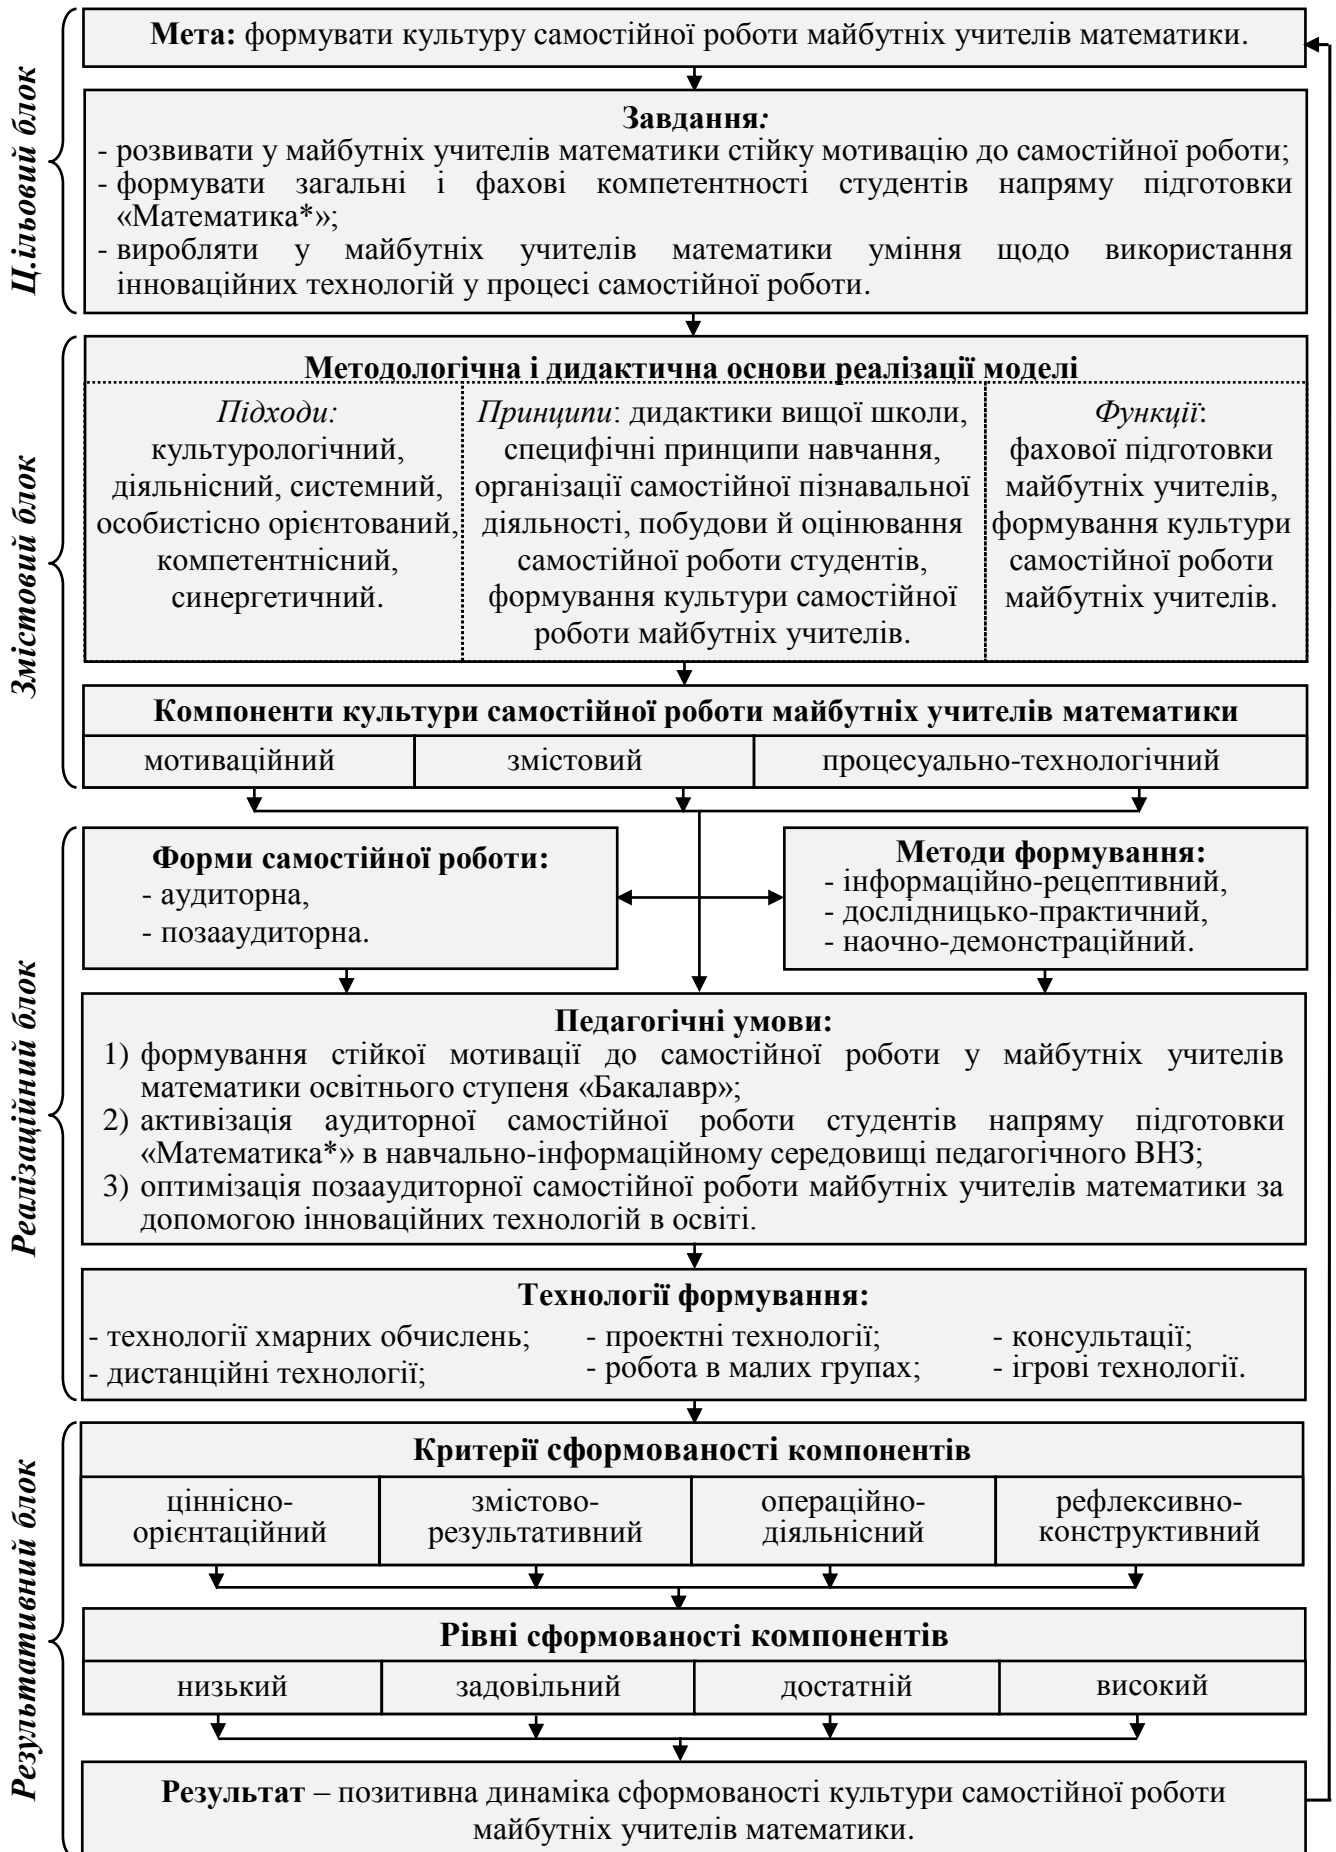 Цільовий блок
Мета: формувати культуру самостійної роботи майбутніх учителів математики.
Завдання:
- розвивати у майбутніх учителів математики стійку мотивацію до самостійної роботи;
- формувати загальні і фахові компетентності студентів напряму підготовки
«Математика*»;
- виробляти у майбутніх учителів математики уміння щодо використання
інноваційних технологій у процесі самостійної роботи.
Змістовий блок
Методологічна і дидактична основи реалізації моделі
Підходи:
культурологічний,
діяльнісний, системний,
особистісно орієнтований,
компетентнісний,
синергетичний.
Принципи: дидактики вищої школи,
специфічні принципи навчання,
організації самостійної пізнавальної
діяльності, побудови й оцінювання
самостійної роботи студентів,
формування культури самостійної
роботи майбутніх учителів.
Функції:
фахової підготовки
майбутніх учителів,
формування культури
самостійної роботи
майбутніх учителів.
Компоненти культури самостійної роботи майбутніх учителів математики
мотиваційний
змістовий
процесуально-технологічний
Реалізаційний блок
Форми самостійної роботи:
- аудиторна,
- позааудиторна.
Методи формування:
- інформаційно-рецептивний,
- дослідницько-практичний,
- наочно-демонстраційний.
Педагогічні умови:
1) формування стійкої мотивації до самостійної роботи у майбутніх учителів
математики освітнього ступеня «Бакалавр»;
2) активізація аудиторної самостійної роботи студентів напряму підготовки
«Математика*» в навчально-інформаційному середовищі педагогічного ВНЗ;
3) оптимізація позааудиторної самостійної роботи майбутніх учителів математики за
допомогою інноваційних технологій в освіті.
Технології формування:
- технології хмарних обчислень;
- дистанційні технології;
- проектні технології;
- робота в малих групах;
- консультації;
- ігрові технології.
Результативний блок
Критерії сформованості компонентів
ціннісно-
орієнтаційний
змістово-
результативний
операційно-
діяльнісний
рефлексивно-
конструктивний
Рівні сформованості компонентів
низький
задовільний
достатній
високий
Результат – позитивна динаміка сформованості культури самостійної роботи
майбутніх учителів математики.